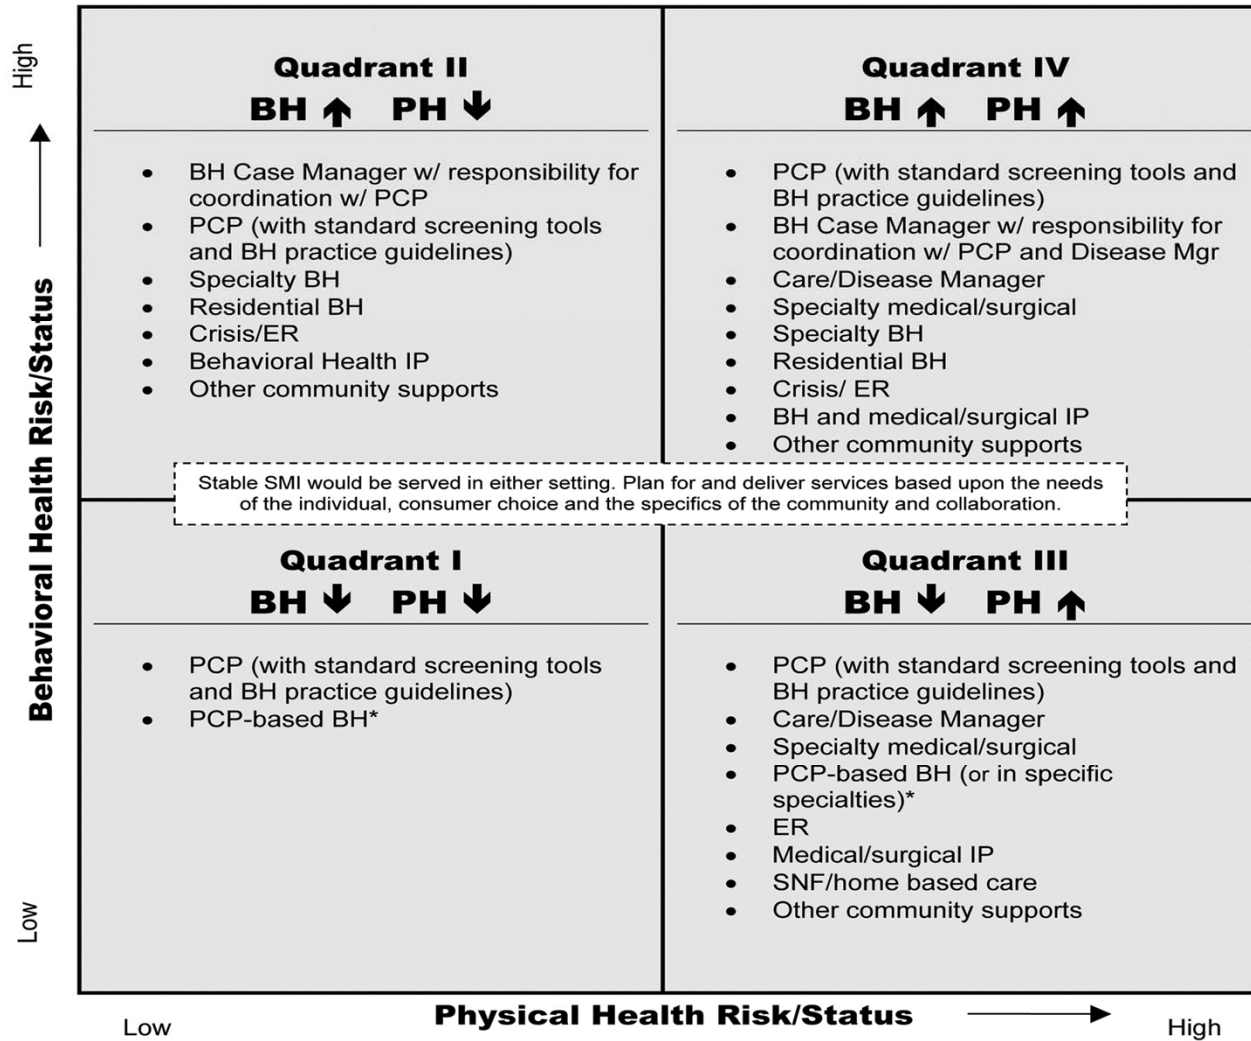 High
Behavioral Health Risk/Status
Low
Quadrant II
BH PH
• BH Case Manager w/ responsibility for
coordination w/ PCP
• PCP (with standard screening tools
and BH practice guidelines)
• Specialty BH
• Residential BH
• Crisis/ER
• Behavioral Health IP
• Other community supports
Quadrant IV
BH PH
• PCP (with standard screening tools and
BH practice guidelines)
• BH Case Manager w/ responsibility for
coordination w/ PCP and Disease Mgr
• Care/Disease Manager
• Specialty medical/surgical
• Specialty BH
• Residential BH
• Crisis/ ER
• BH and medical/surgical IP
• Other community supports
Stable SMI would be served in either setting. Plan for and deliver services based upon the needs
of the individual, consumer choice and the specifics of the community and collaboration.
Quadrant I
BH PH
• PCP (with standard screening tools
and BH practice guidelines)
• PCP-based BH*
Quadrant III
BH PH
• PCP (with standard screening tools and
BH practice guidelines)
• Care/Disease Manager
• Specialty medical/surgical
• PCP-based BH (or in specific
specialties)*
• ER
• Medical/surgical IP
• SNF/home based care
• Other community supports
Low
Physical Health Risk/Status
High